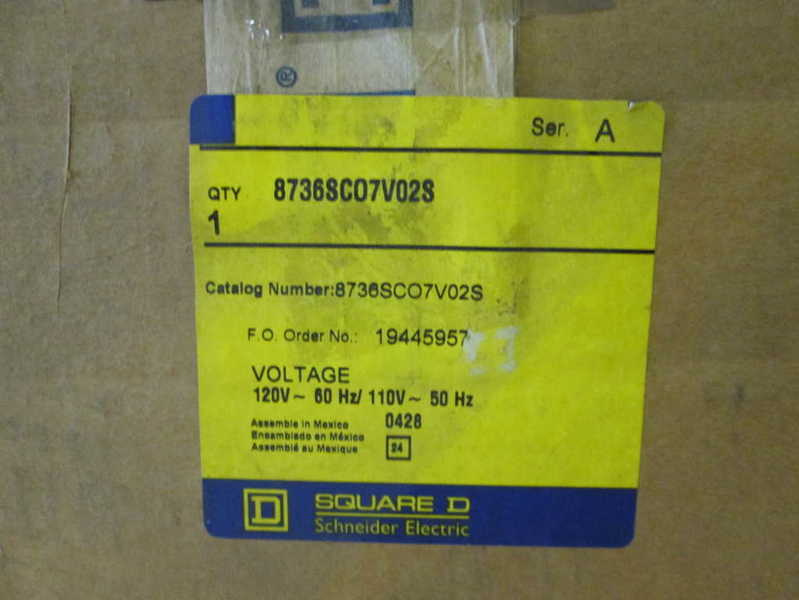 ®
Ser. A
QTY 8736SCO7V02S
1
Catalog Number:8736SCO7V02S
F.O. Order No.: 19445957
VOLTAGE
120V~ 60 Hz/ 110V~ 50 Hz
Assemble in Mexico 0428
Ensamblado en México
Assemblé au Mexique 24
D SQUARE D
Schneider Electric